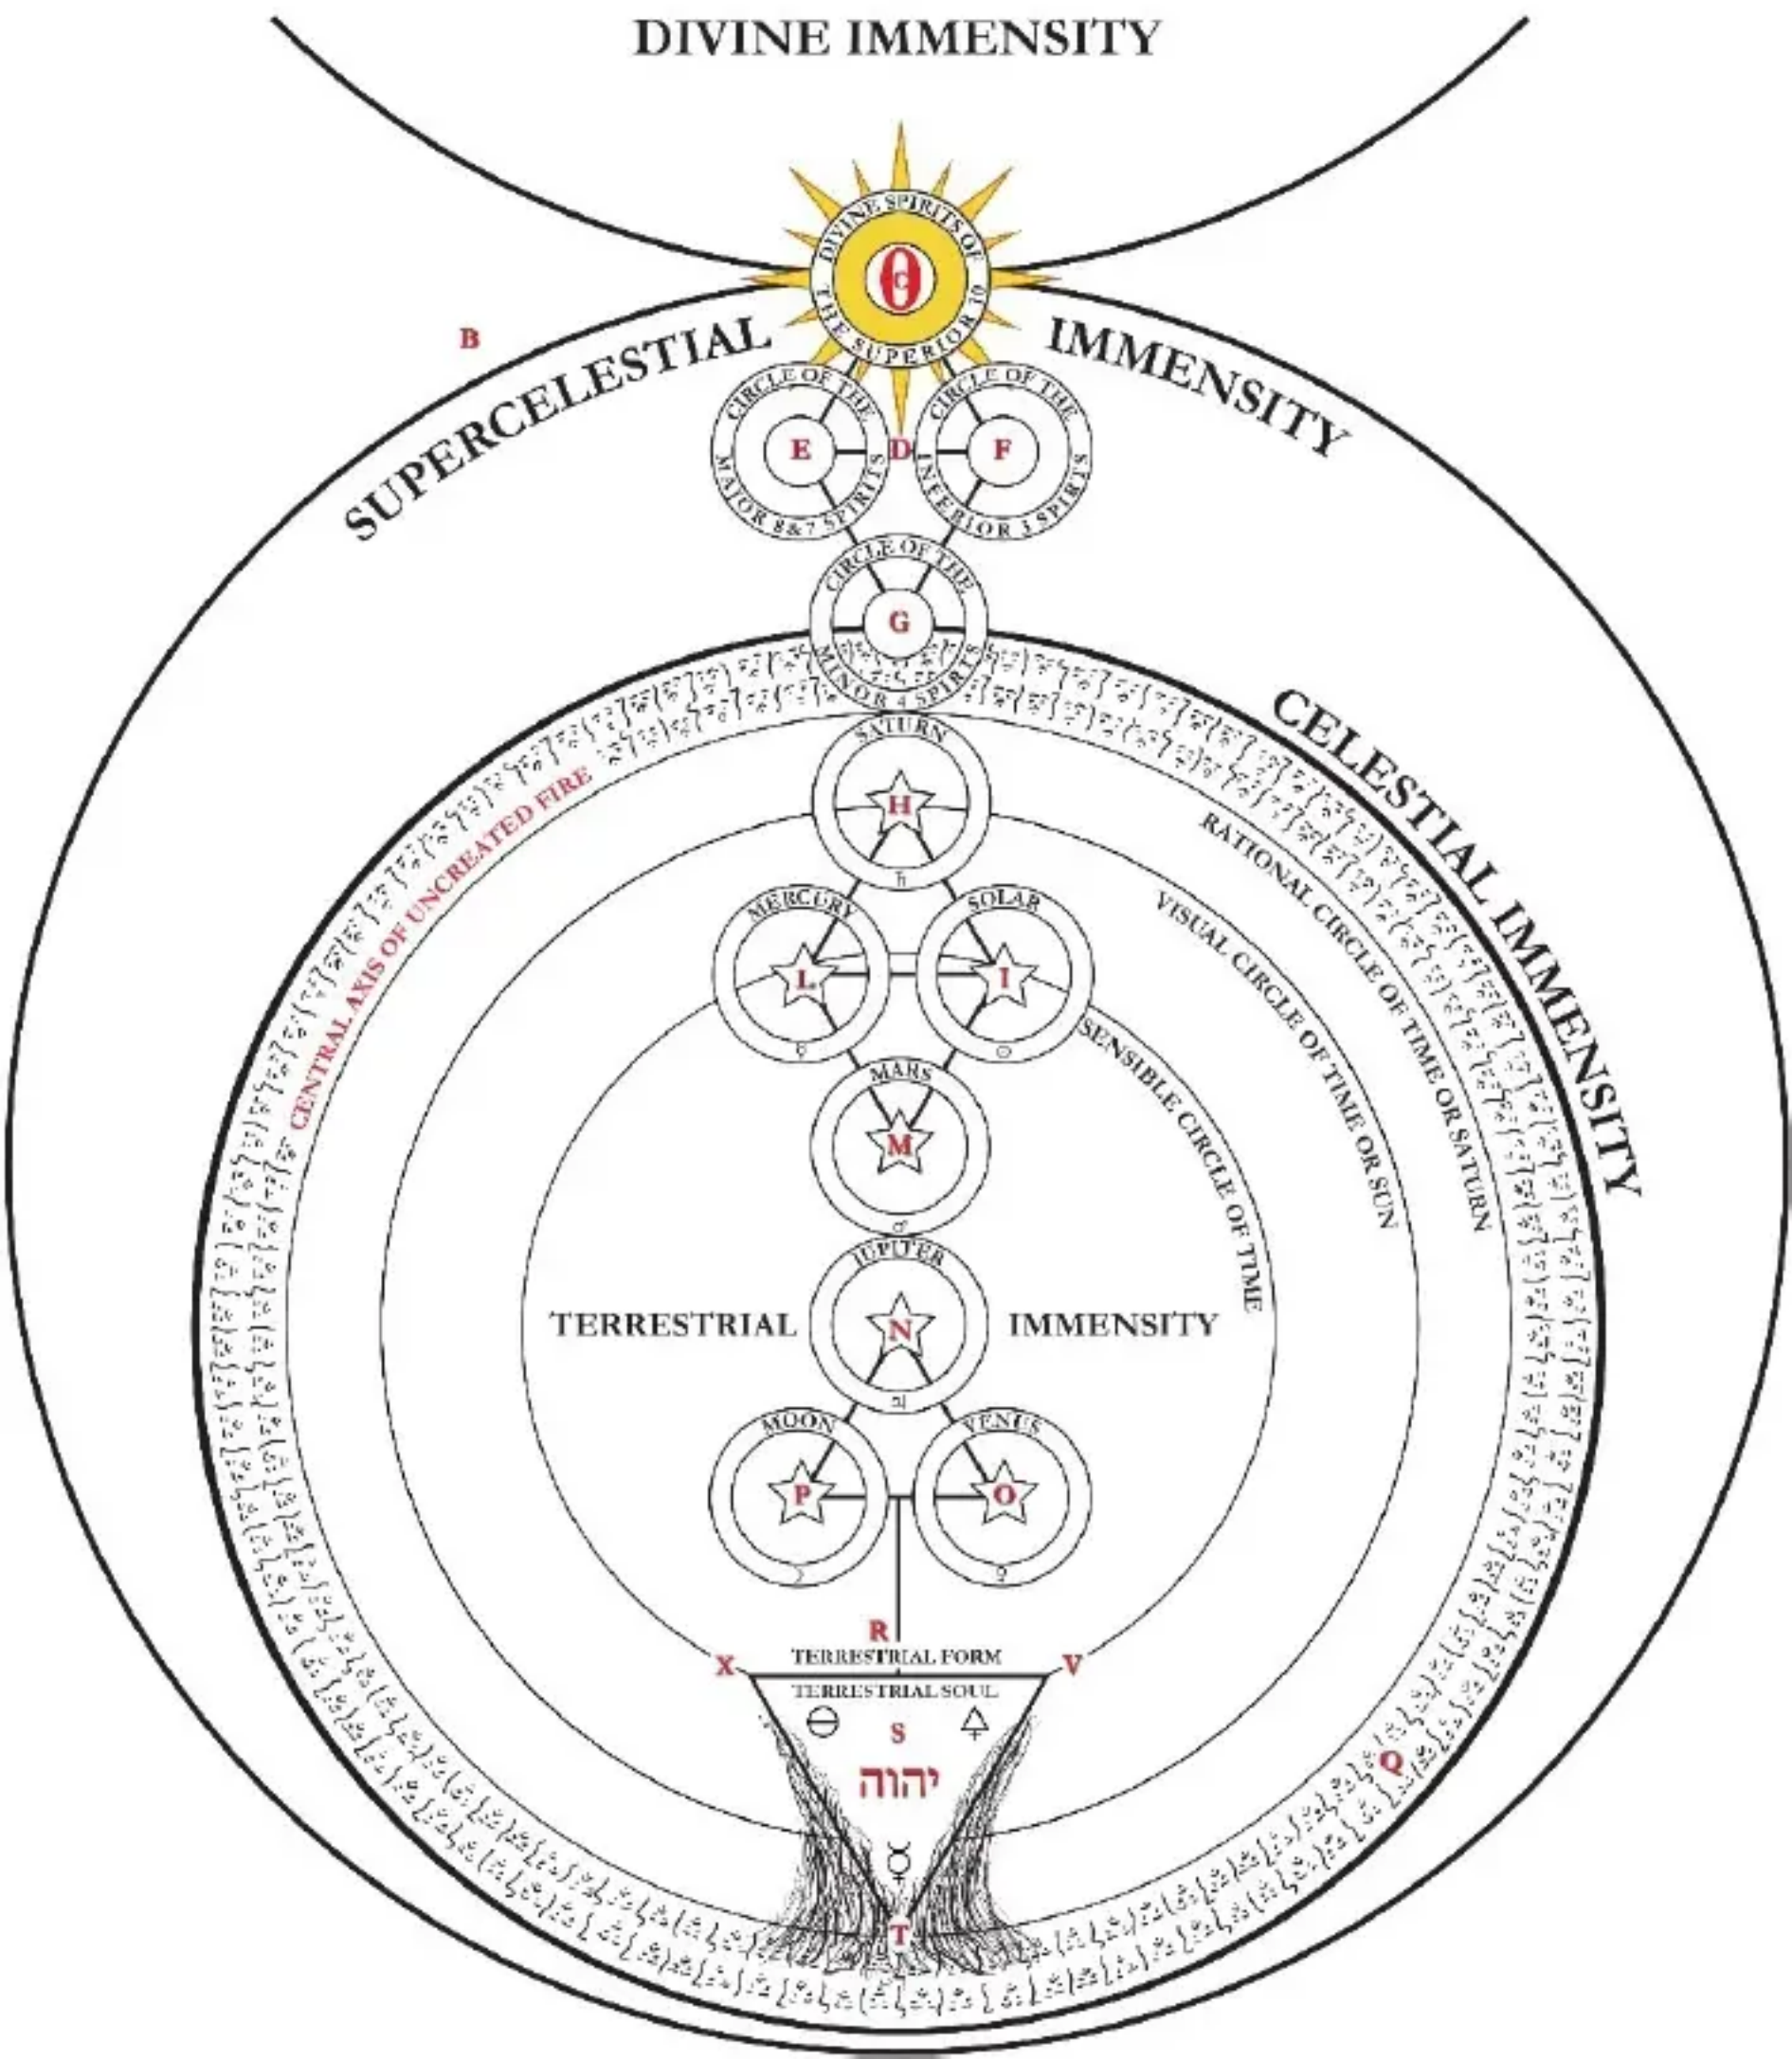 DIVINE IMMENSITY
DIVINE SPIRITS OF
THE SUPERIOR 10
C
B
SUPERCELESTIAL
IMMENSITY
CIRCLE OF THE
E
MAJOR 8&7 SPIRITS
D
CIRCLE OF THE
F
INFERIOR 3 SPIRTS
CIRCLE OF THE
G
MINOR 4 SPIRTS
CELESTIAL IMMENSITY
CENTRAL AXIS OF UNCREATED FIRE
RATIONAL CIRCLE OF TIME OR SATURN
VISUAL CIRCLE OF TIME OR SUN
SENSIBLE CIRCLE OF TIME
SATURN
H
♄
MERCURY
L
☿
SOLAR
I
☉
MARS
M
♂
JUPITER
TERRESTRIAL
N
IMMENSITY
♃
MOON
P
☽
VENUS
O
♀
R
TERRESTRIAL FORM
X
V
TERRESTRIAL SOUL
S
יהוה
☿
Q
T